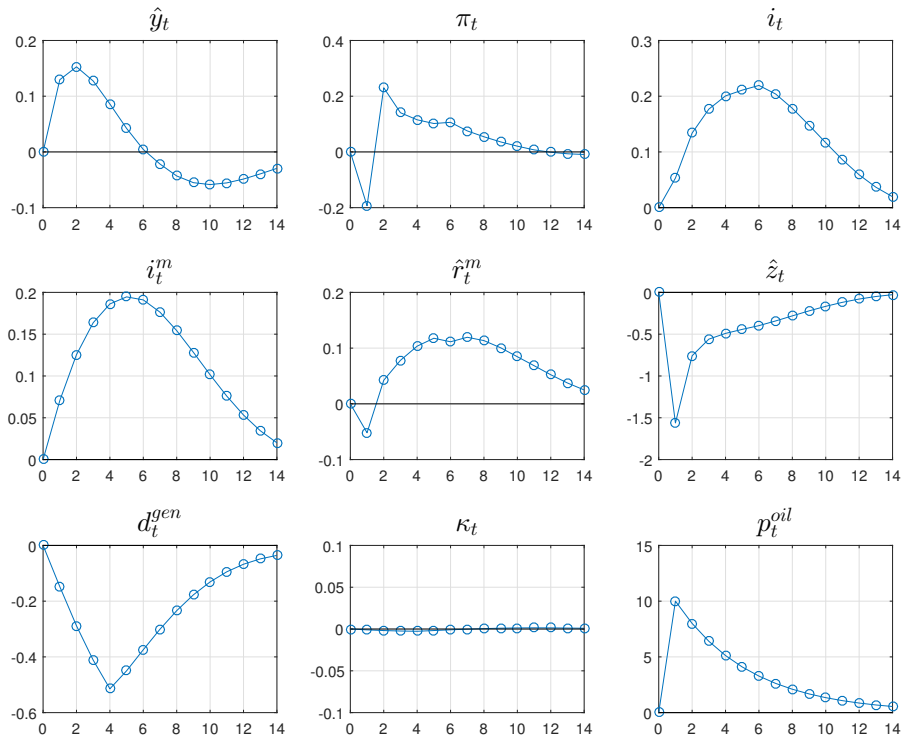 ŷ_t π_t i_t
0.2 0.4 0.3
0.1 0.2 0.2
0 0 0.1
-0.1 -0.2 0
0 2 4 6 8 10 12 14 0 2 4 6 8 10 12 14 0 2 4 6 8 10 12 14
i_t^m r̂_t^m ẑ_t
0.2 0.2 0
0.15 0.1 -0.5
0.1 0 -1
0.05 -0.1 -1.5
0 -2
0 2 4 6 8 10 12 14 0 2 4 6 8 10 12 14 0 2 4 6 8 10 12 14
d_t^{gen} κ_t p_t^{oil}
0 0.1 15
-0.2 0.05 10
-0.4 0 5
-0.6 -0.05 0
-0.1
0 2 4 6 8 10 12 14 0 2 4 6 8 10 12 14 0 2 4 6 8 10 12 14